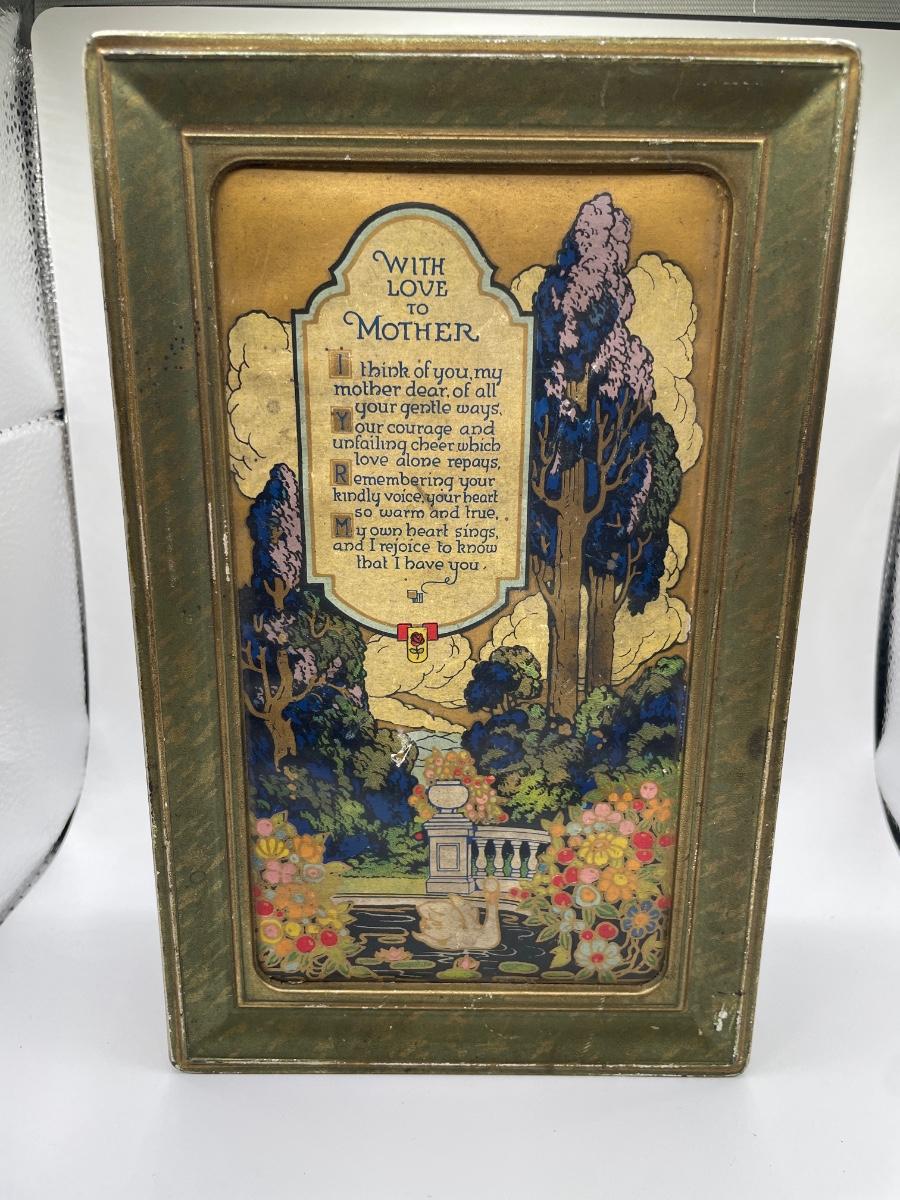 WITH
LOVE
TO
MOTHER
I think of you, my
mother dear, of all
your gentle ways,
Your courage and
unfailing cheer which
love alone repays,
Remembering your
kindly voice, your heart
so warm and true,
My own heart sings,
and I rejoice to know
that I have you.